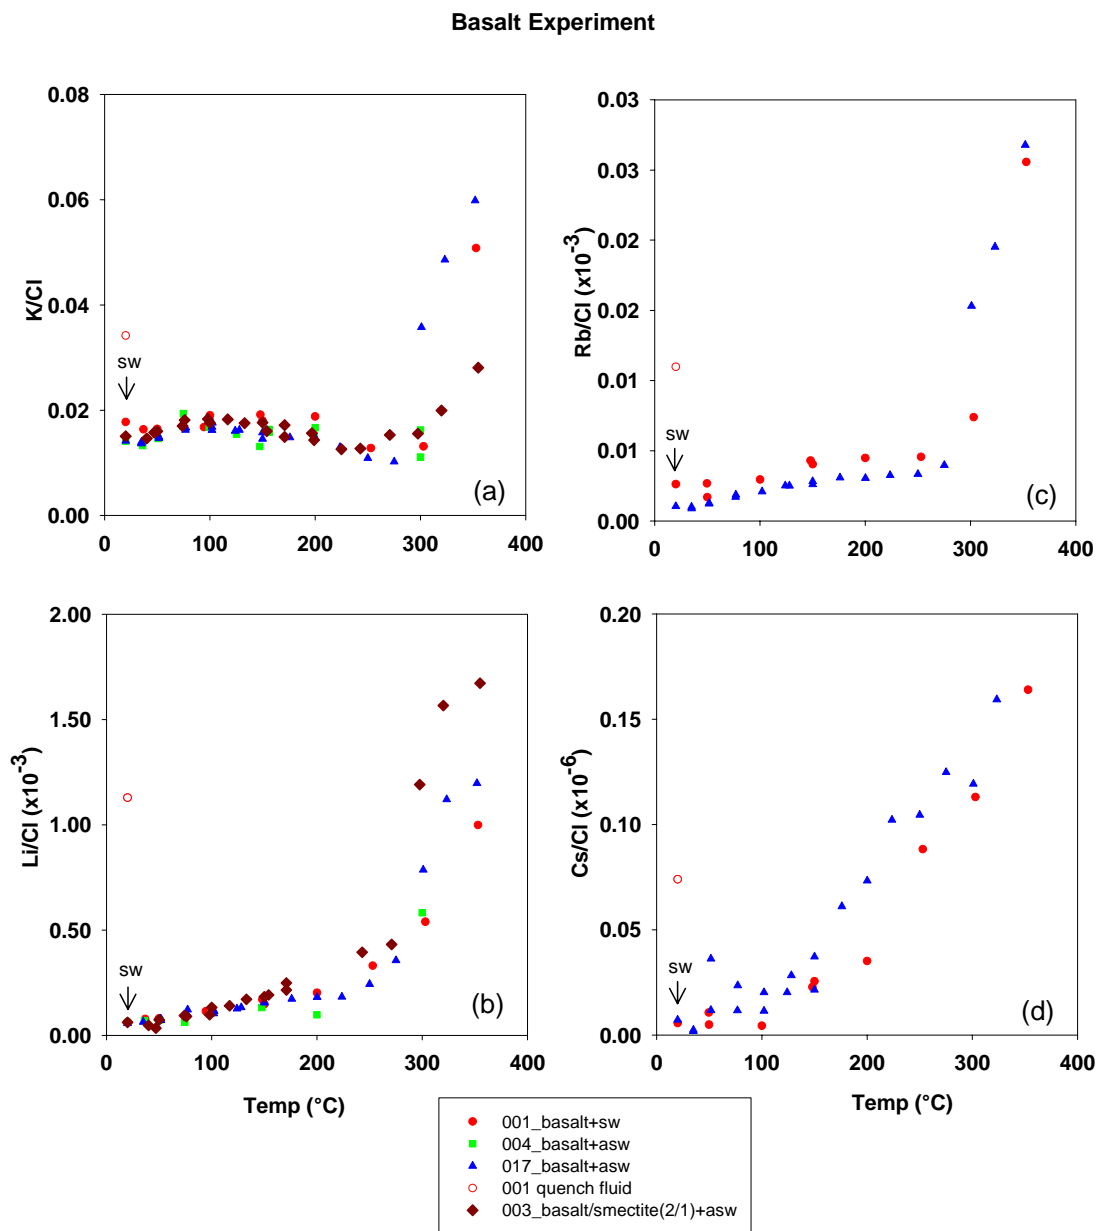 Basalt Experiment
0.08
0.06
0.04
0.02
0.00
K/Cl
sw
(a)
0 100 200 300 400
0.03
0.03
0.02
0.02
0.01
0.01
0.00
Rb/Cl (x10-3)
sw
(c)
0 100 200 300 400
2.00
1.50
1.00
0.50
0.00
Li/Cl (x10-3)
sw
(b)
0 100 200 300 400
Temp (°C)
0.20
0.15
0.10
0.05
0.00
Cs/Cl (x10-6)
sw
(d)
0 100 200 300 400
Temp (°C)
001_basalt+sw
004_basalt+asw
017_basalt+asw
001 quench fluid
003_basalt/smectite(2/1)+asw